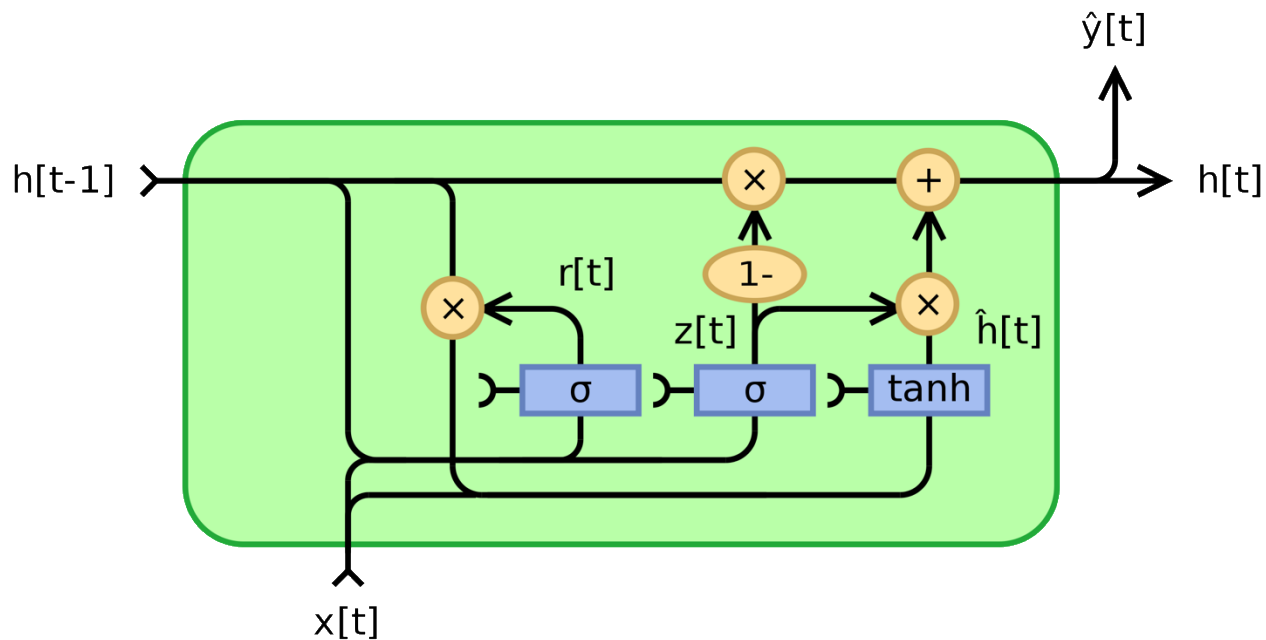 ŷ[t]
h[t-1]
×
+
h[t]
r[t]
1-
×
z[t]
×
ĥ[t]
σ
σ
tanh
x[t]